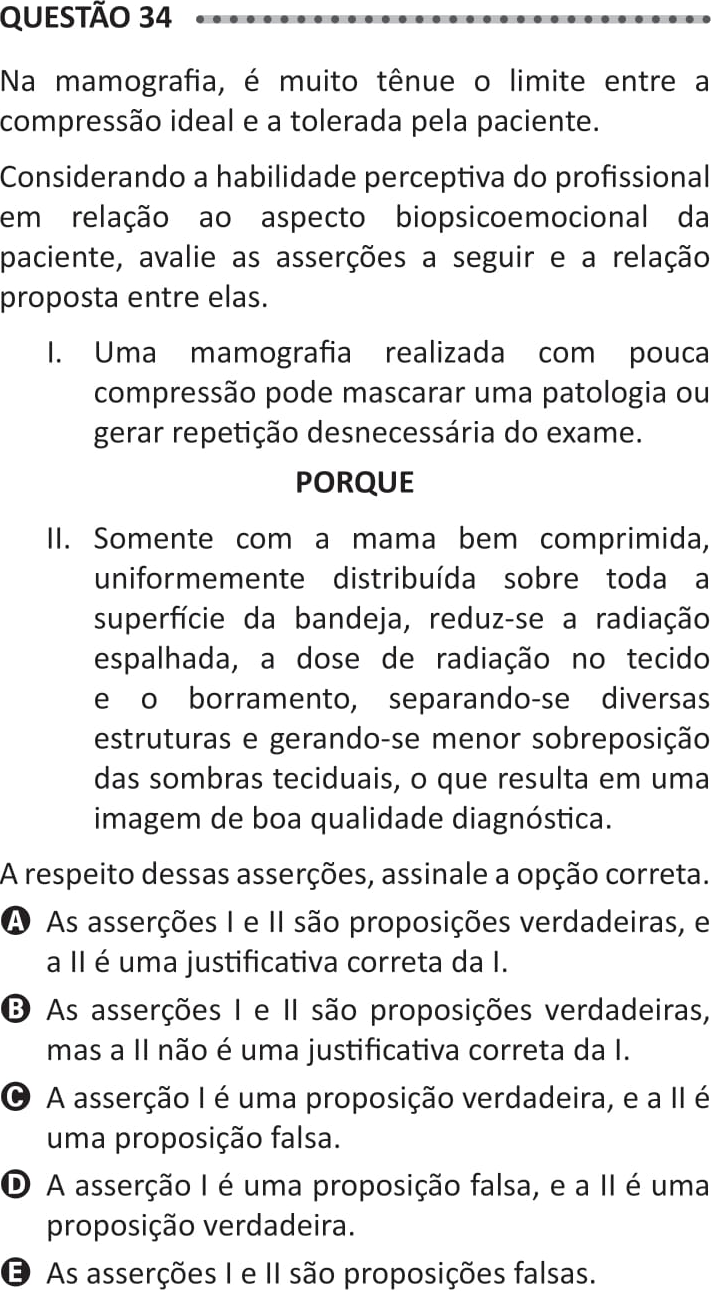 QUESTÃO 34
Na mamografia, é muito tênue o limite entre a
compressão ideal e a tolerada pela paciente.
Considerando a habilidade perceptiva do profissional
em relação ao aspecto biopsicoemocional da
paciente, avalie as asserções a seguir e a relação
proposta entre elas.
I. Uma mamografia realizada com pouca
compressão pode mascarar uma patologia ou
gerar repetição desnecessária do exame.
PORQUE
II. Somente com a mama bem comprimida,
uniformemente distribuída sobre toda a
superfície da bandeja, reduz-se a radiação
espalhada, a dose de radiação no tecido
e o borramento, separando-se diversas
estruturas e gerando-se menor sobreposição
das sombras teciduais, o que resulta em uma
imagem de boa qualidade diagnóstica.
A respeito dessas asserções, assinale a opção correta.
A As asserções I e II são proposições verdadeiras, e
a II é uma justificativa correta da I.
B As asserções I e II são proposições verdadeiras,
mas a II não é uma justificativa correta da I.
C A asserção I é uma proposição verdadeira, e a II é
uma proposição falsa.
D A asserção I é uma proposição falsa, e a II é uma
proposição verdadeira.
E As asserções I e II são proposições falsas.